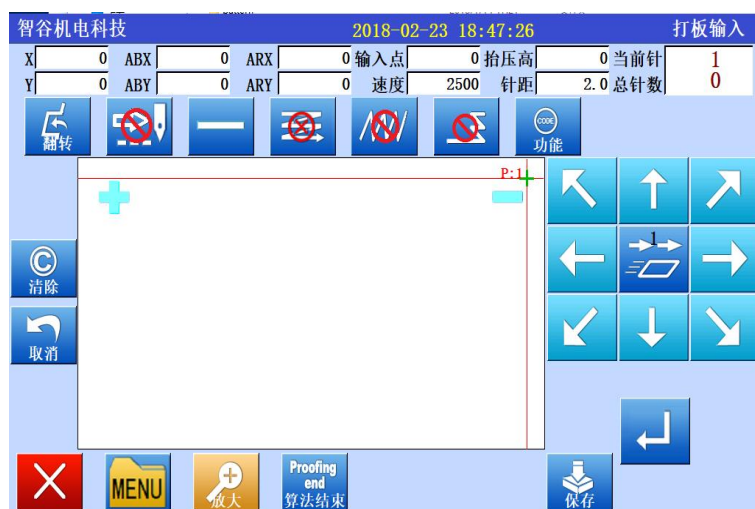 智谷机电科技 2018-02-23 18:47:26 打板输入
X 0 ABX 0 ARX 0 输入点 0 抬压高 0 当前针 1
Y 0 ABY 0 ARY 0 速度 2500 针距 2.0 总针数 0
翻转
CODE
功能
P:1
1
清除
取消
MENU
放大
Proofing
end
算法结束
保存